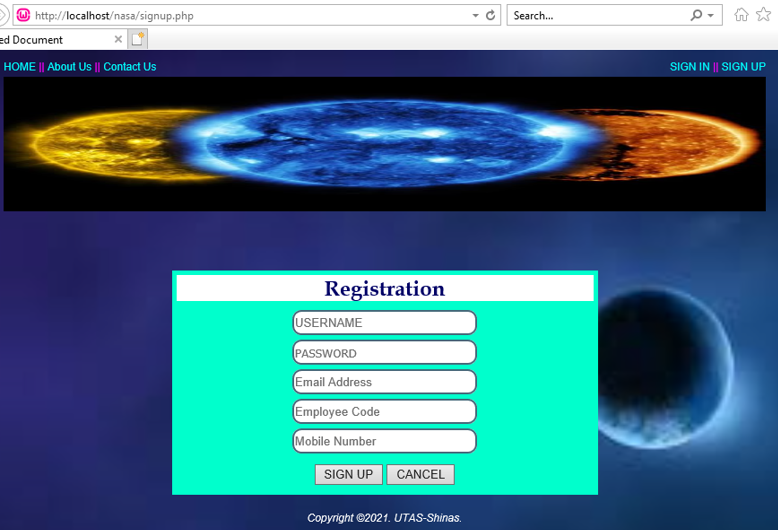 http://localhost/nasa/signup.php
Search...
ed Document
HOME || About Us || Contact Us
SIGN IN || SIGN UP
Registration
USERNAME
PASSWORD
Email Address
Employee Code
Mobile Number
SIGN UP CANCEL
Copyright ©2021. UTAS-Shinas.